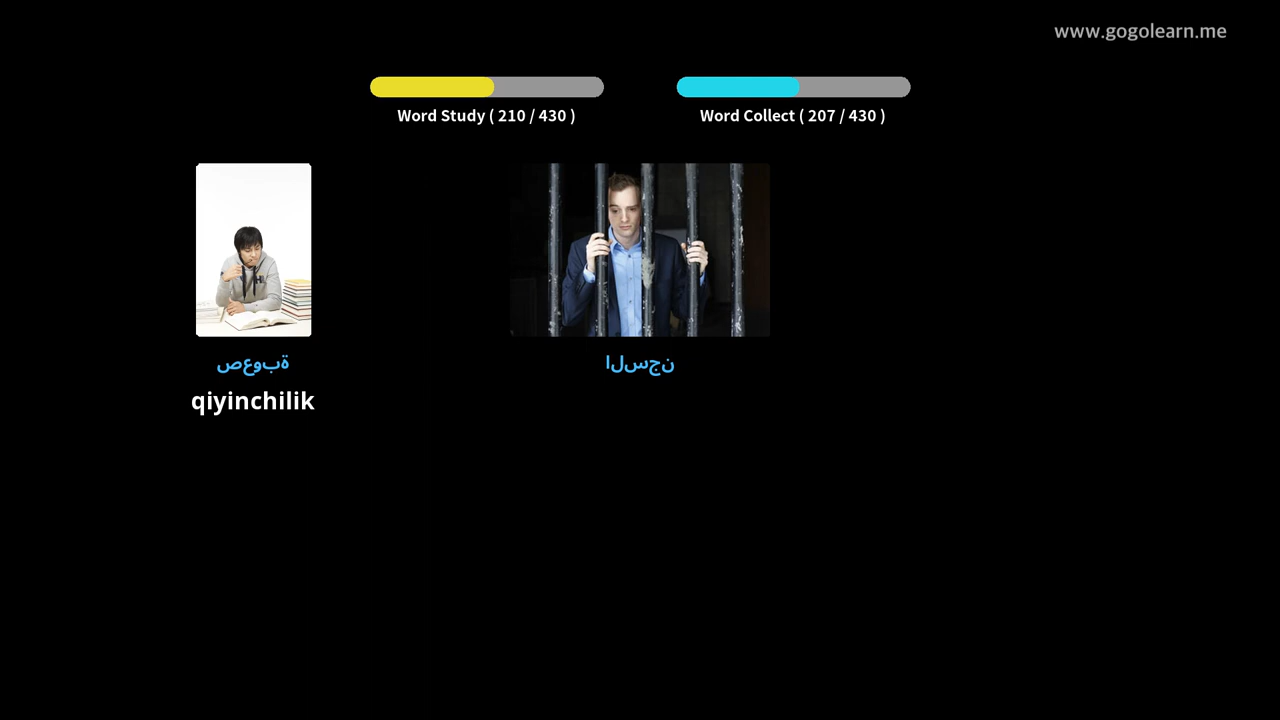 www.gogolearn.me
Word Study ( 210 / 430 )
Word Collect ( 207 / 430 )
صعوبة
السجن
qiyinchilik